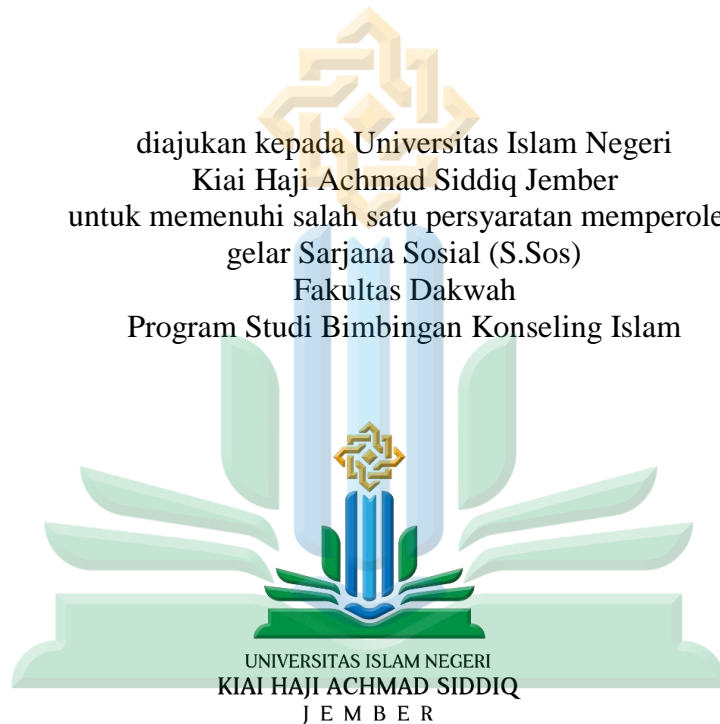 diajukan kepada Universitas Islam Negeri
Kiai Haji Achmad Siddiq Jember
untuk memenuhi salah satu persyaratan memperole
gelar Sarjana Sosial (S.Sos)
Fakultas Dakwah
Program Studi Bimbingan Konseling Islam
UNIVERSITAS ISLAM NEGERI
KIAI HAJI ACHMAD SIDDIQ
JEMBER